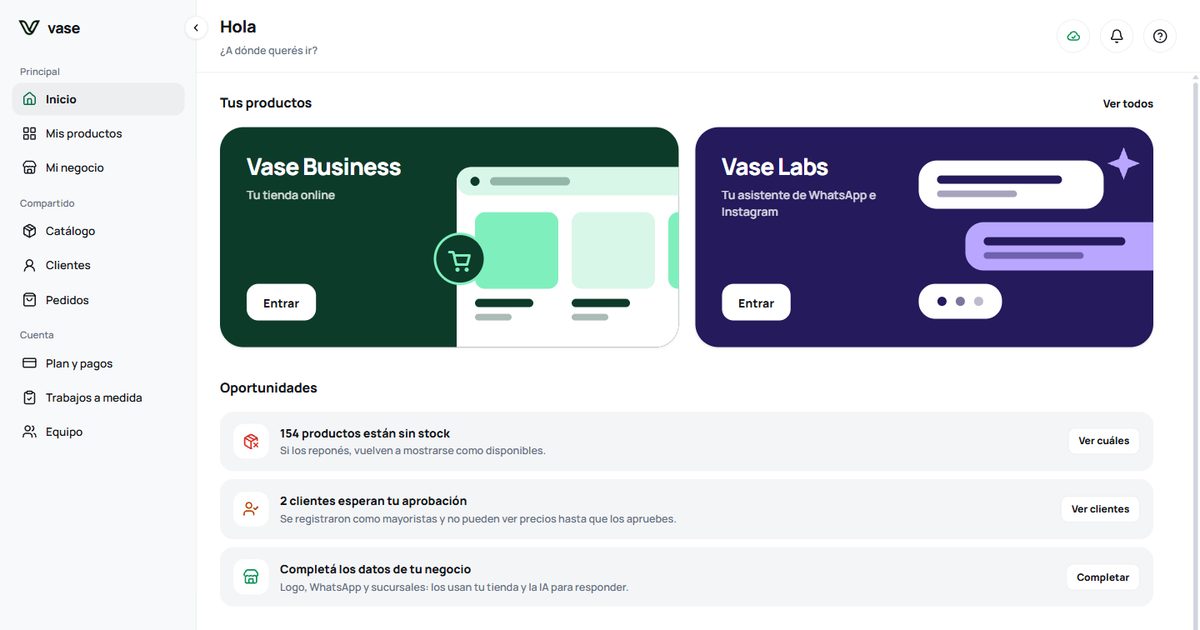 vase
Hola
¿A dónde querés ir?
Principal
Inicio
Mis productos
Mi negocio
Compartido
Catálogo
Clientes
Pedidos
Cuenta
Plan y pagos
Trabajos a medida
Equipo
Tus productos
Ver todos
Vase Business
Tu tienda online
Entrar
Vase Labs
Tu asistente de WhatsApp e
Instagram
Entrar
Oportunidades
154 productos están sin stock
Si los reponés, vuelven a mostrarse como disponibles.
Ver cuáles
2 clientes esperan tu aprobación
Se registraron como mayoristas y no pueden ver precios hasta que los apruebes.
Ver clientes
Completá los datos de tu negocio
Logo, WhatsApp y sucursales: los usan tu tienda y la IA para responder.
Completar